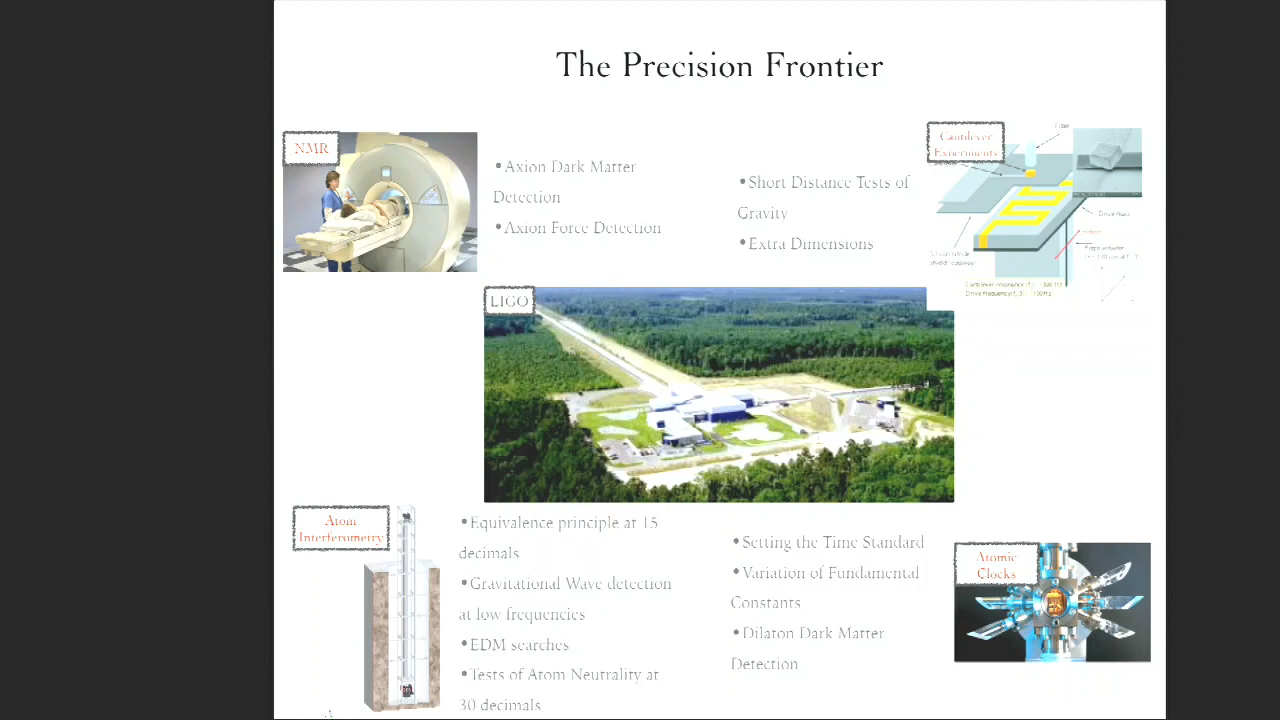 The Precision Frontier
NMR
•Axion Dark Matter
Detection
•Axion Force Detection
•Short Distance Tests of
Gravity
•Extra Dimensions
Cantilever
Experiments
Fiber
Drive mass
LIGO
Atom
Interferometry
•Equivalence principle at 15
decimals
•Gravitational Wave detection
at low frequencies
•EDM searches
•Tests of Atom Neutrality at
30 decimals
•Setting the Time Standard
•Variation of Fundamental
Constants
•Dilaton Dark Matter
Detection
Atomic
Clocks